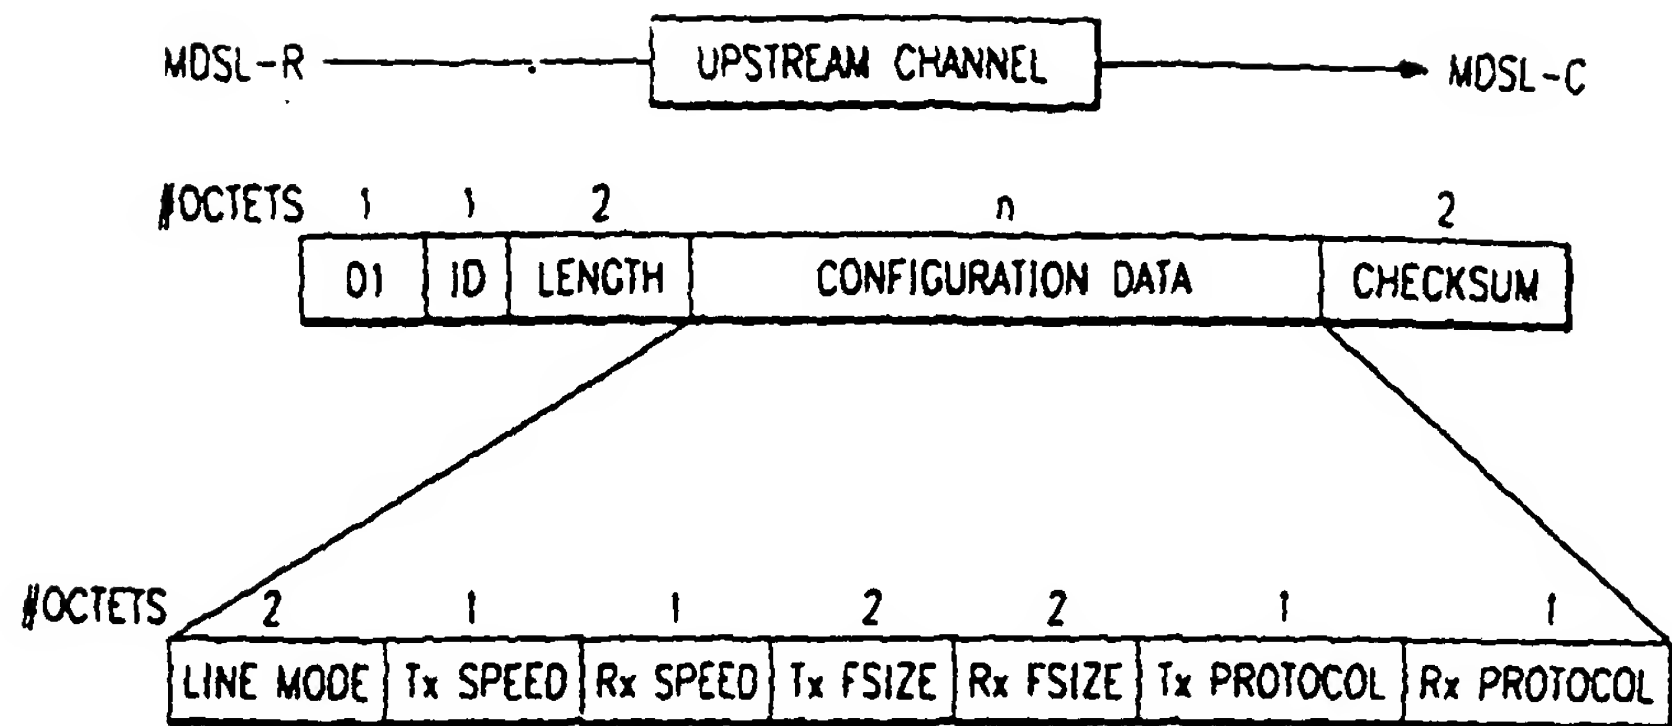 MDSL-R UPSTREAM CHANNEL MDSL-C
#OCTETS 1 1 2 n 2
01 ID LENGTH CONFIGURATION DATA CHECKSUM
#OCTETS 2 1 1 2 2 1 1
LINE MODE Tx SPEED Rx SPEED Tx FSIZE Rx FSIZE Tx PROTOCOL Rx PROTOCOL